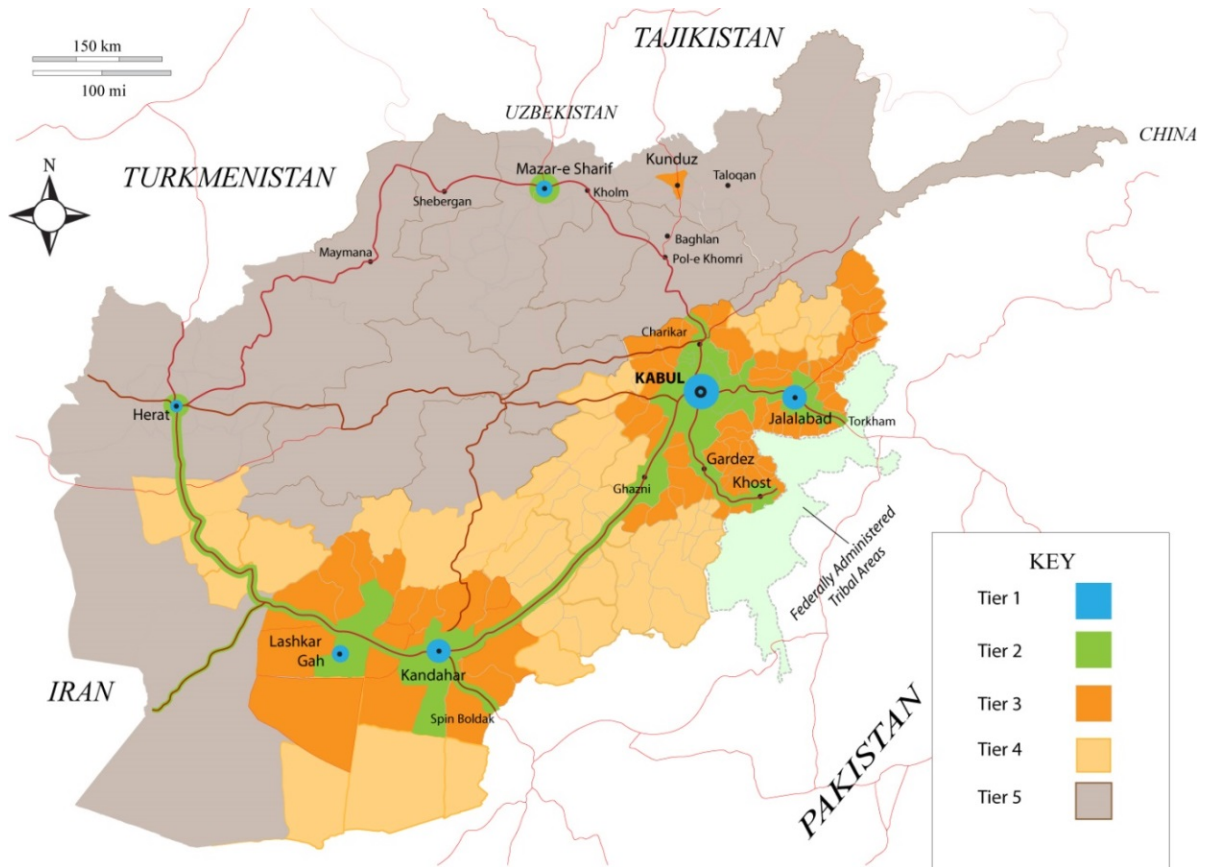 150 km
100 mi
TAJIKISTAN
UZBEKISTAN
CHINA
N
TURKMENISTAN
Mazar-e Sharif
Kunduz
Taloqan
Shebergan
Kholm
Maymana
Baghlan
Pol-e Khomri
Charikar
KABUL
Herat
Jalalabad
Torkham
Gardez
Khost
Ghazni
Federally Administered
Tribal Areas
Lashkar
Gah
Kandahar
IRAN
Spin Boldak
PAKISTAN
KEY
Tier 1
Tier 2
Tier 3
Tier 4
Tier 5